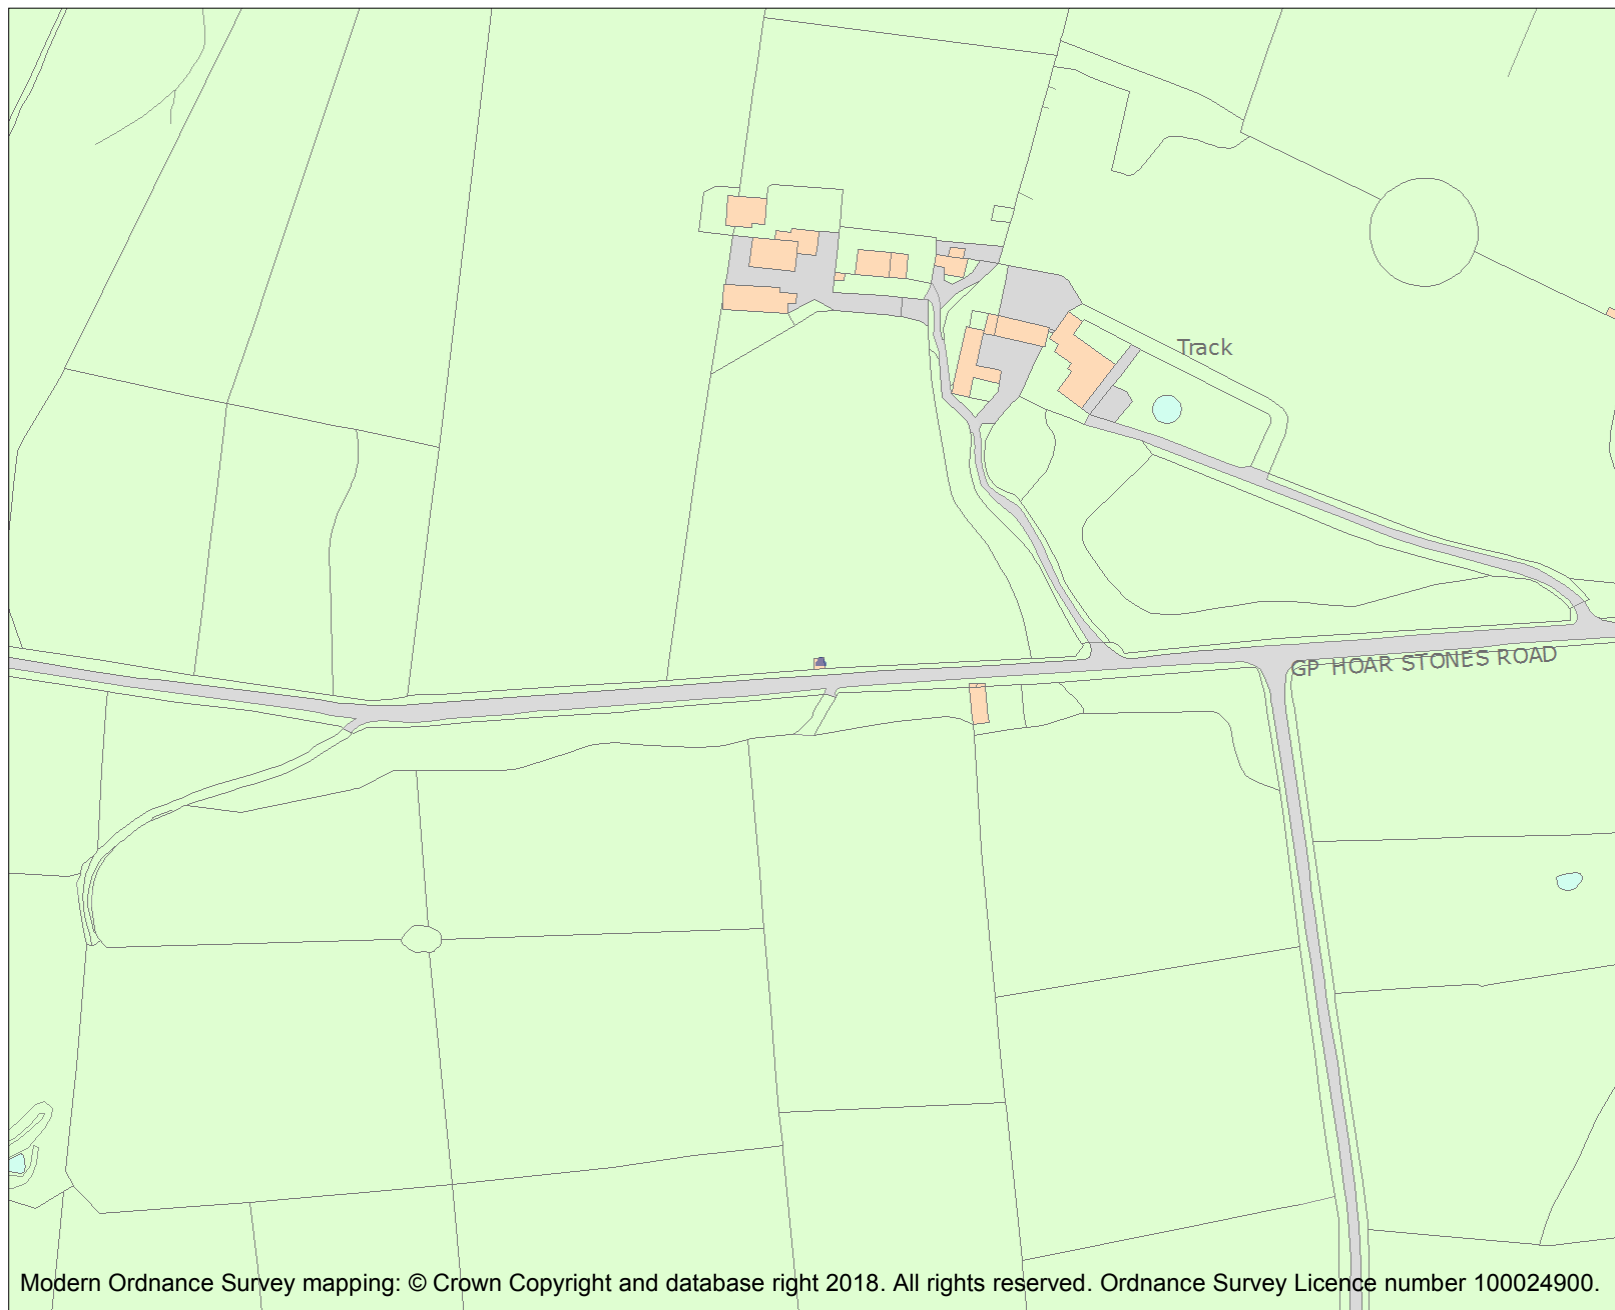 Track
GP HOAR STONES ROAD
Modern Ordnance Survey mapping: © Crown Copyright and database right 2018. All rights reserved. Ordnance Survey Licence number 100024900.